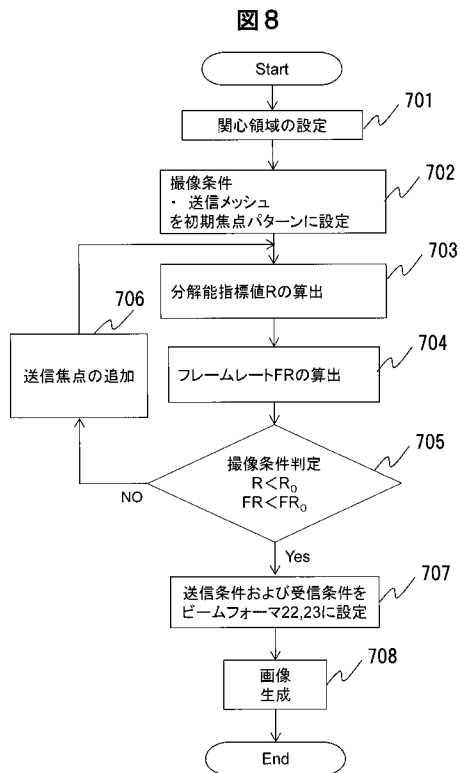 図8
Start
関心領域の設定
701
撮像条件
・ 送信メッシュ
を初期焦点パターンに設定
702
分解能指標値Rの算出
703
フレームレートFRの算出
704
撮像条件判定
R＜R₀
FR＜FR₀
705
NO
送信焦点の追加
706
Yes
送信条件および受信条件を
ビームフォーマ22,23に設定
707
画像
生成
708
End